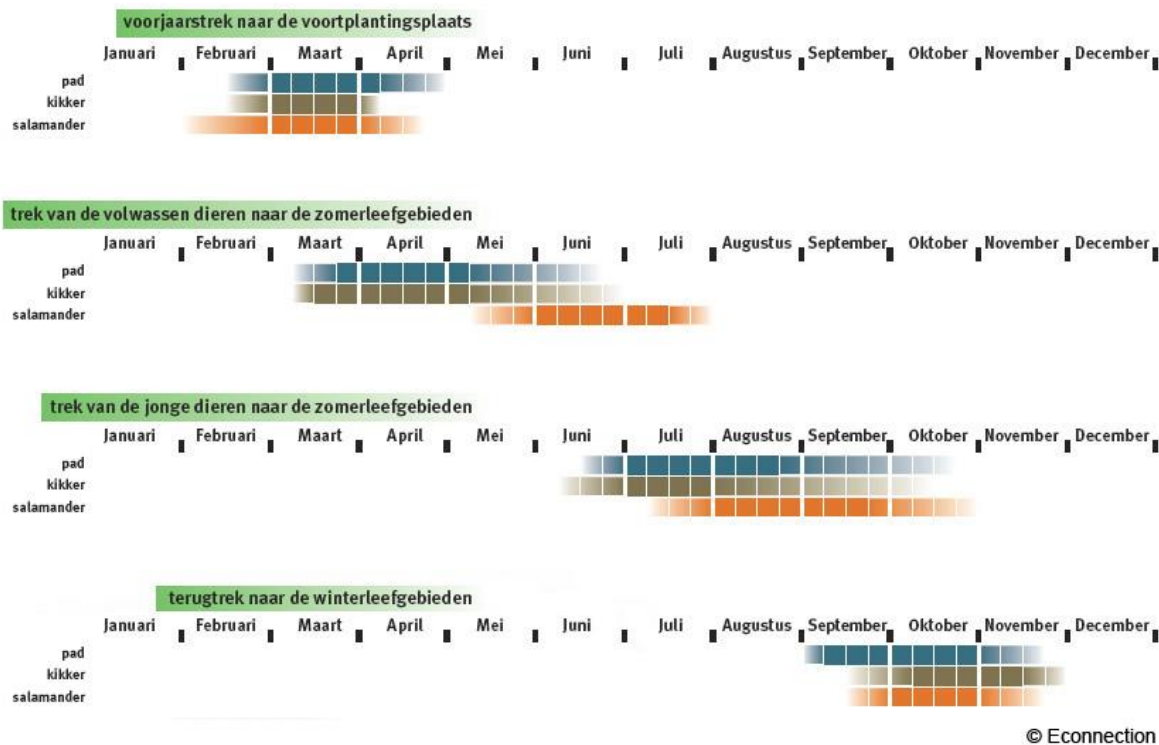 voorjaarstrek naar de voortplantingsplaats
Januari Februari Maart April Mei Juni Juli Augustus September Oktober November December
pad
kikker
salamander
trek van de volwassen dieren naar de zomerleefgebieden
Januari Februari Maart April Mei Juni Juli Augustus September Oktober November December
pad
kikker
salamander
trek van de jonge dieren naar de zomerleefgebieden
Januari Februari Maart April Mei Juni Juli Augustus September Oktober November December
pad
kikker
salamander
terugtrek naar de winterleefgebieden
Januari Februari Maart April Mei Juni Juli Augustus September Oktober November December
pad
kikker
salamander
© Econnection